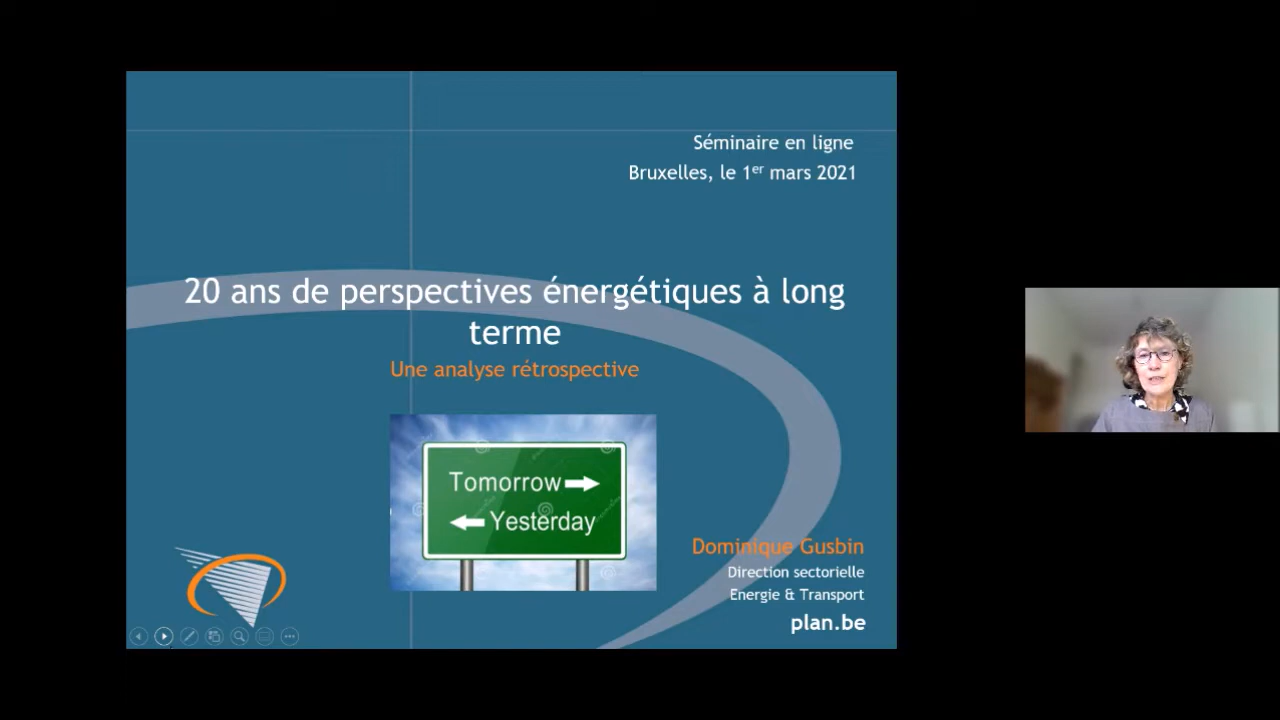 Séminaire en ligne
Bruxelles, le 1er mars 2021
20 ans de perspectives énergétiques à long
terme
Une analyse rétrospective
Tomorrow
Yesterday
Dominique Gusbin
Direction sectorielle
Energie & Transport
plan.be